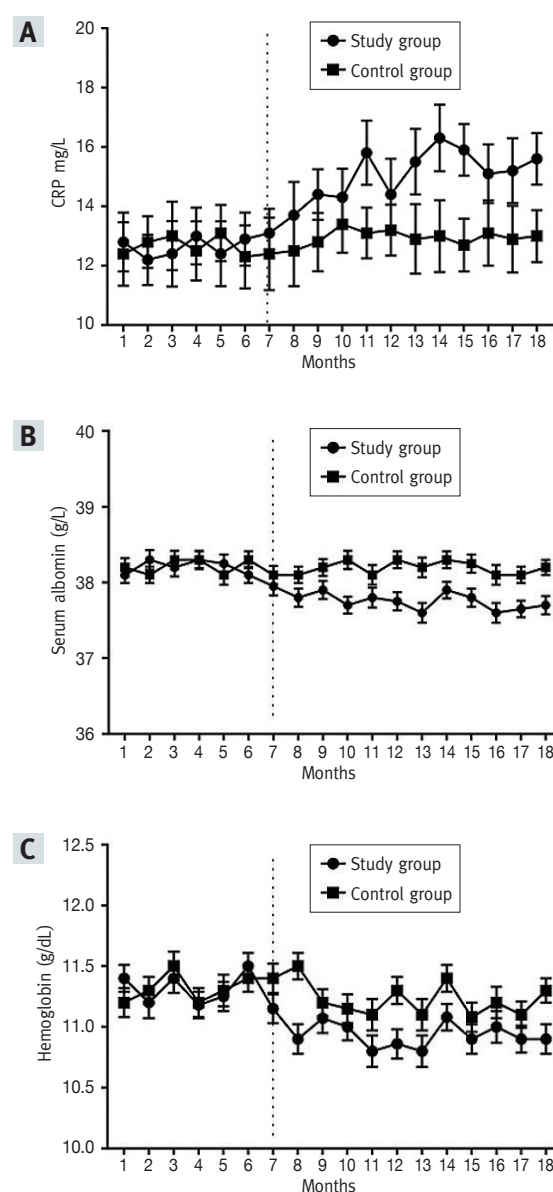 A
20
18
16
14
12
10
CRP mg/L
Study group
Control group
1 2 3 4 5 6 7 8 9 10 11 12 13 14 15 16 17 18
Months
B
40
39
38
37
36
Serum albomin (g/L)
Study group
Control group
1 2 3 4 5 6 7 8 9 10 11 12 13 14 15 16 17 18
Months
C
12.5
12.0
11.5
11.0
10.5
10.0
Hemoglobin (g/dL)
Study group
Control group
1 2 3 4 5 6 7 8 9 10 11 12 13 14 15 16 17 18
Months